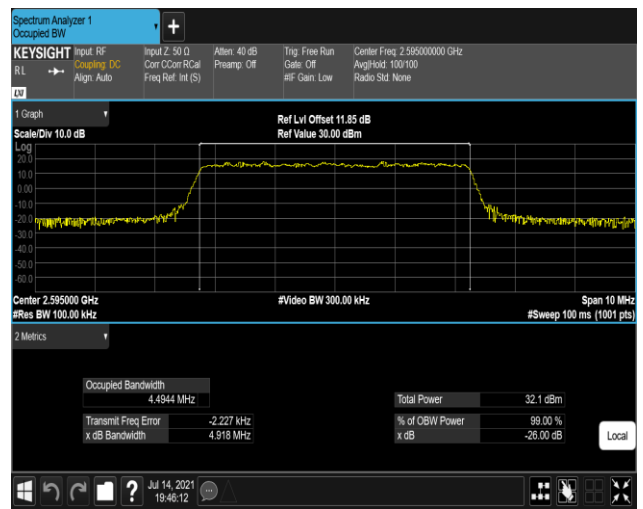 Spectrum Analyzer 1
Occupied BW
+
KEYSIGHT Input: RF Input Z: 50 Ω Atten: 40 dB Trig: Free Run Center Freq: 2.595000000 GHz
RL Coupling: DC Corr CCorr RCal Preamp: Off Gate: Off Avg|Hold: 100/100
Align: Auto Freq Ref: Int (S) #IF Gain: Low Radio Std: None
LXI
1 Graph Ref Lvl Offset 11.85 dB
Scale/Div 10.0 dB Ref Value 30.00 dBm
Log
20.0
10.0
0.00
-10.0
-20.0
-30.0
-40.0
-50.0
-60.0
Center 2.595000 GHz #Video BW 300.00 kHz Span 10 MHz
#Res BW 100.00 kHz #Sweep 100 ms (1001 pts)
2 Metrics
Occupied Bandwidth
4.4944 MHz Total Power 32.1 dBm
Transmit Freq Error -2.227 kHz % of OBW Power 99.00 %
x dB Bandwidth 4.918 MHz x dB -26.00 dB
Local
? Jul 14, 2021
19:46:12